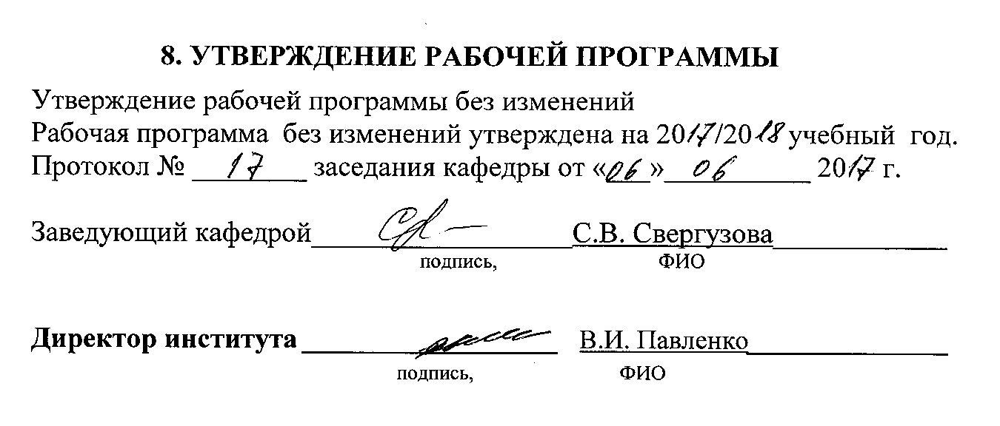 8. УТВЕРЖДЕНИЕ РАБОЧЕЙ ПРОГРАММЫ
Утверждение рабочей программы без изменений
Рабочая программа без изменений утверждена на 2017/2018 учебный год.
Протокол № 17 заседания кафедры от «06» 06 2017 г.
Заведующий кафедрой С.В. Свергузова
подпись, ФИО
Директор института В.И. Павленко
подпись, ФИО